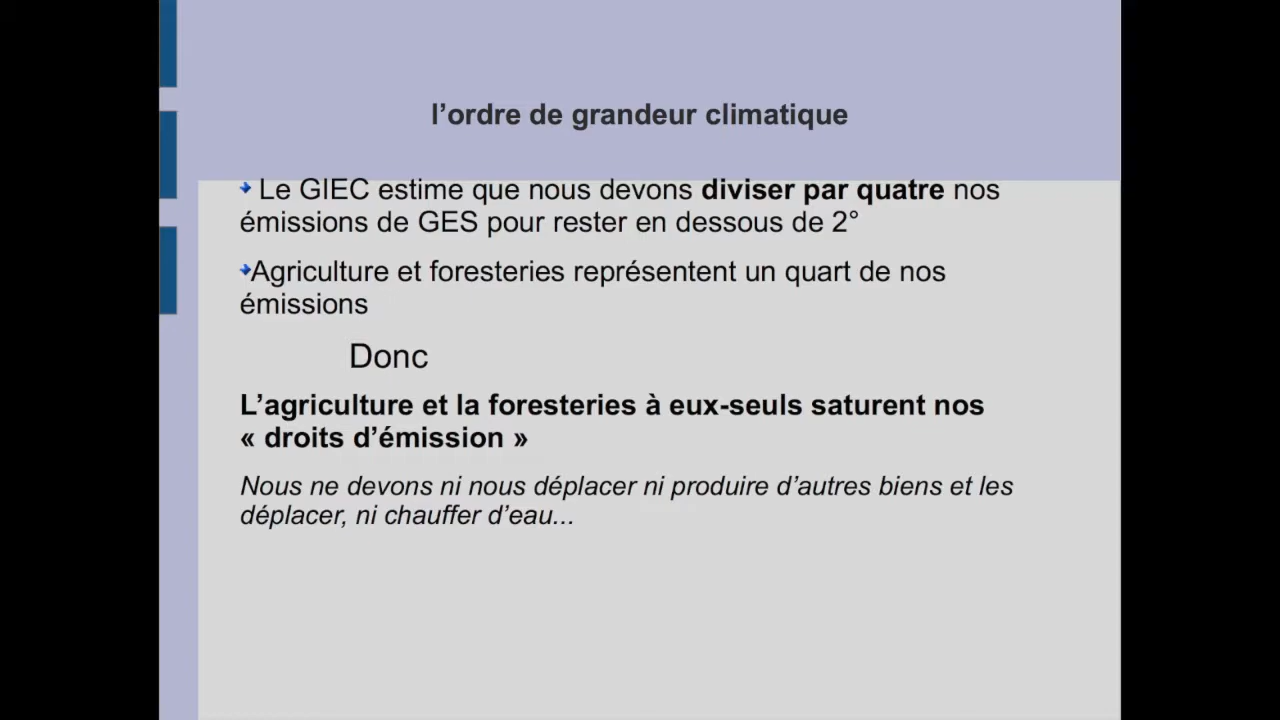 l’ordre de grandeur climatique
Le GIEC estime que nous devons diviser par quatre nos
émissions de GES pour rester en dessous de 2°
Agriculture et foresteries représentent un quart de nos
émissions
Donc
L’agriculture et la foresteries à eux-seuls saturent nos
« droits d’émission »
Nous ne devons ni nous déplacer ni produire d’autres biens et les
déplacer, ni chauffer d’eau...